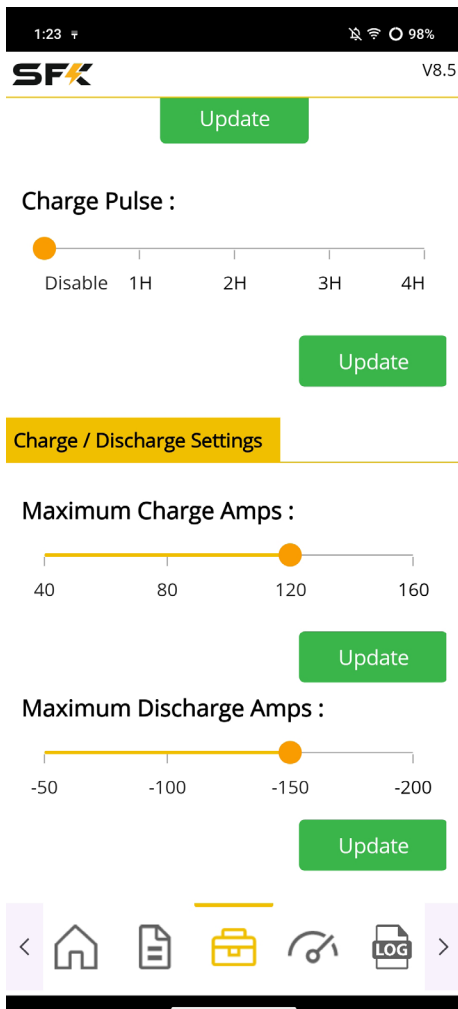 1:23 98%
SFK V8.5
Update
Charge Pulse :
Disable 1H 2H 3H 4H
Update
Charge / Discharge Settings
Maximum Charge Amps :
40 80 120 160
Update
Maximum Discharge Amps :
-50 -100 -150 -200
Update
LOG